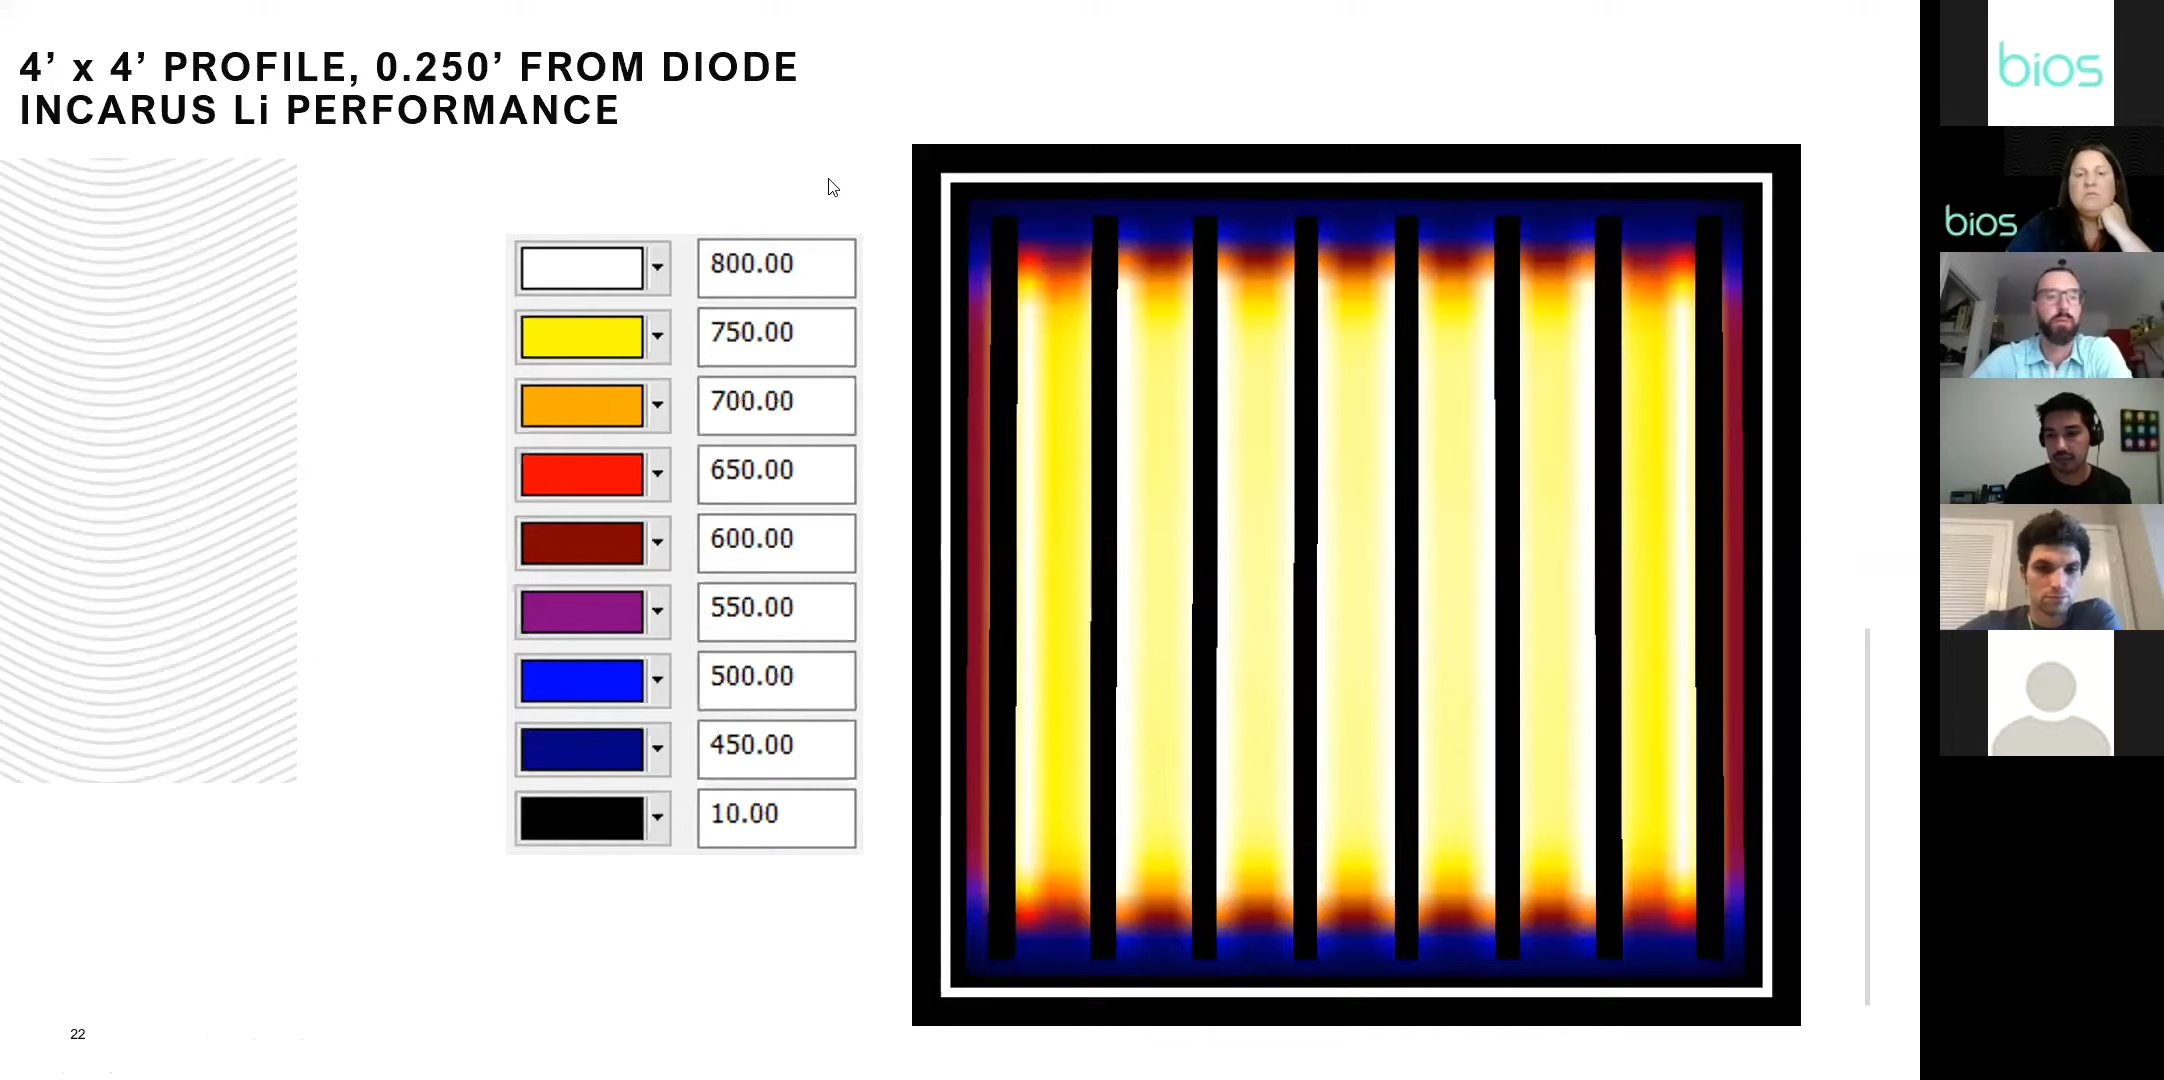 4’ x 4’ PROFILE, 0.250’ FROM DIODE
INCARUS Li PERFORMANCE
800.00
750.00
700.00
650.00
600.00
550.00
500.00
450.00
10.00
22
bios
bios